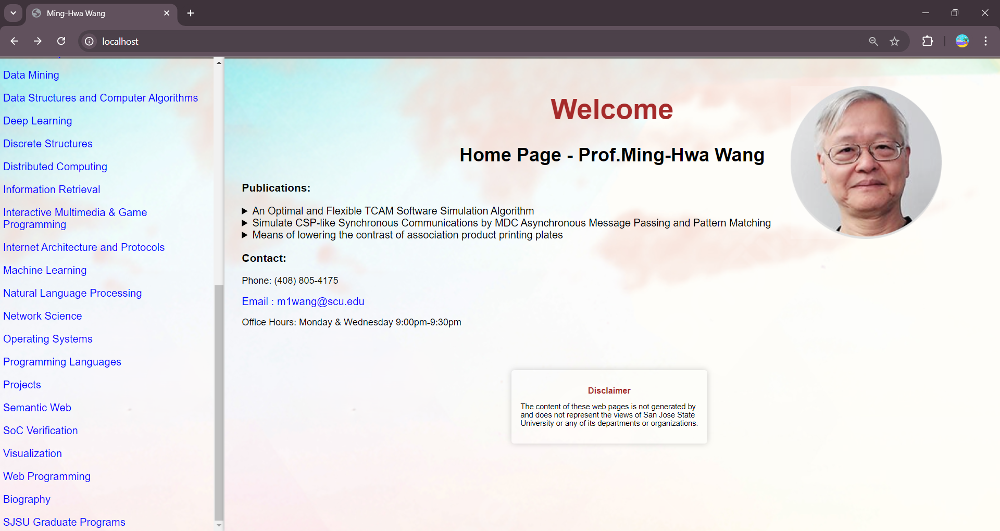 Ming-Hwa Wang
localhost
Data Mining
Data Structures and Computer Algorithms
Deep Learning
Discrete Structures
Distributed Computing
Information Retrieval
Interactive Multimedia & Game
Programming
Internet Architecture and Protocols
Machine Learning
Natural Language Processing
Network Science
Operating Systems
Programming Languages
Projects
Semantic Web
SoC Verification
Visualization
Web Programming
Biography
SJSU Graduate Programs
Welcome
Home Page - Prof.Ming-Hwa Wang
Publications:
An Optimal and Flexible TCAM Software Simulation Algorithm
Simulate CSP-like Synchronous Communications by MDC Asynchronous Message Passing and Pattern Matching
Means of lowering the contrast of association product printing plates
Contact:
Phone: (408) 805-4175
Email : m1wang@scu.edu
Office Hours: Monday & Wednesday 9:00pm-9:30pm
Disclaimer
The content of these web pages is not generated by
and does not represent the views of San Jose State
University or any of its departments or organizations.